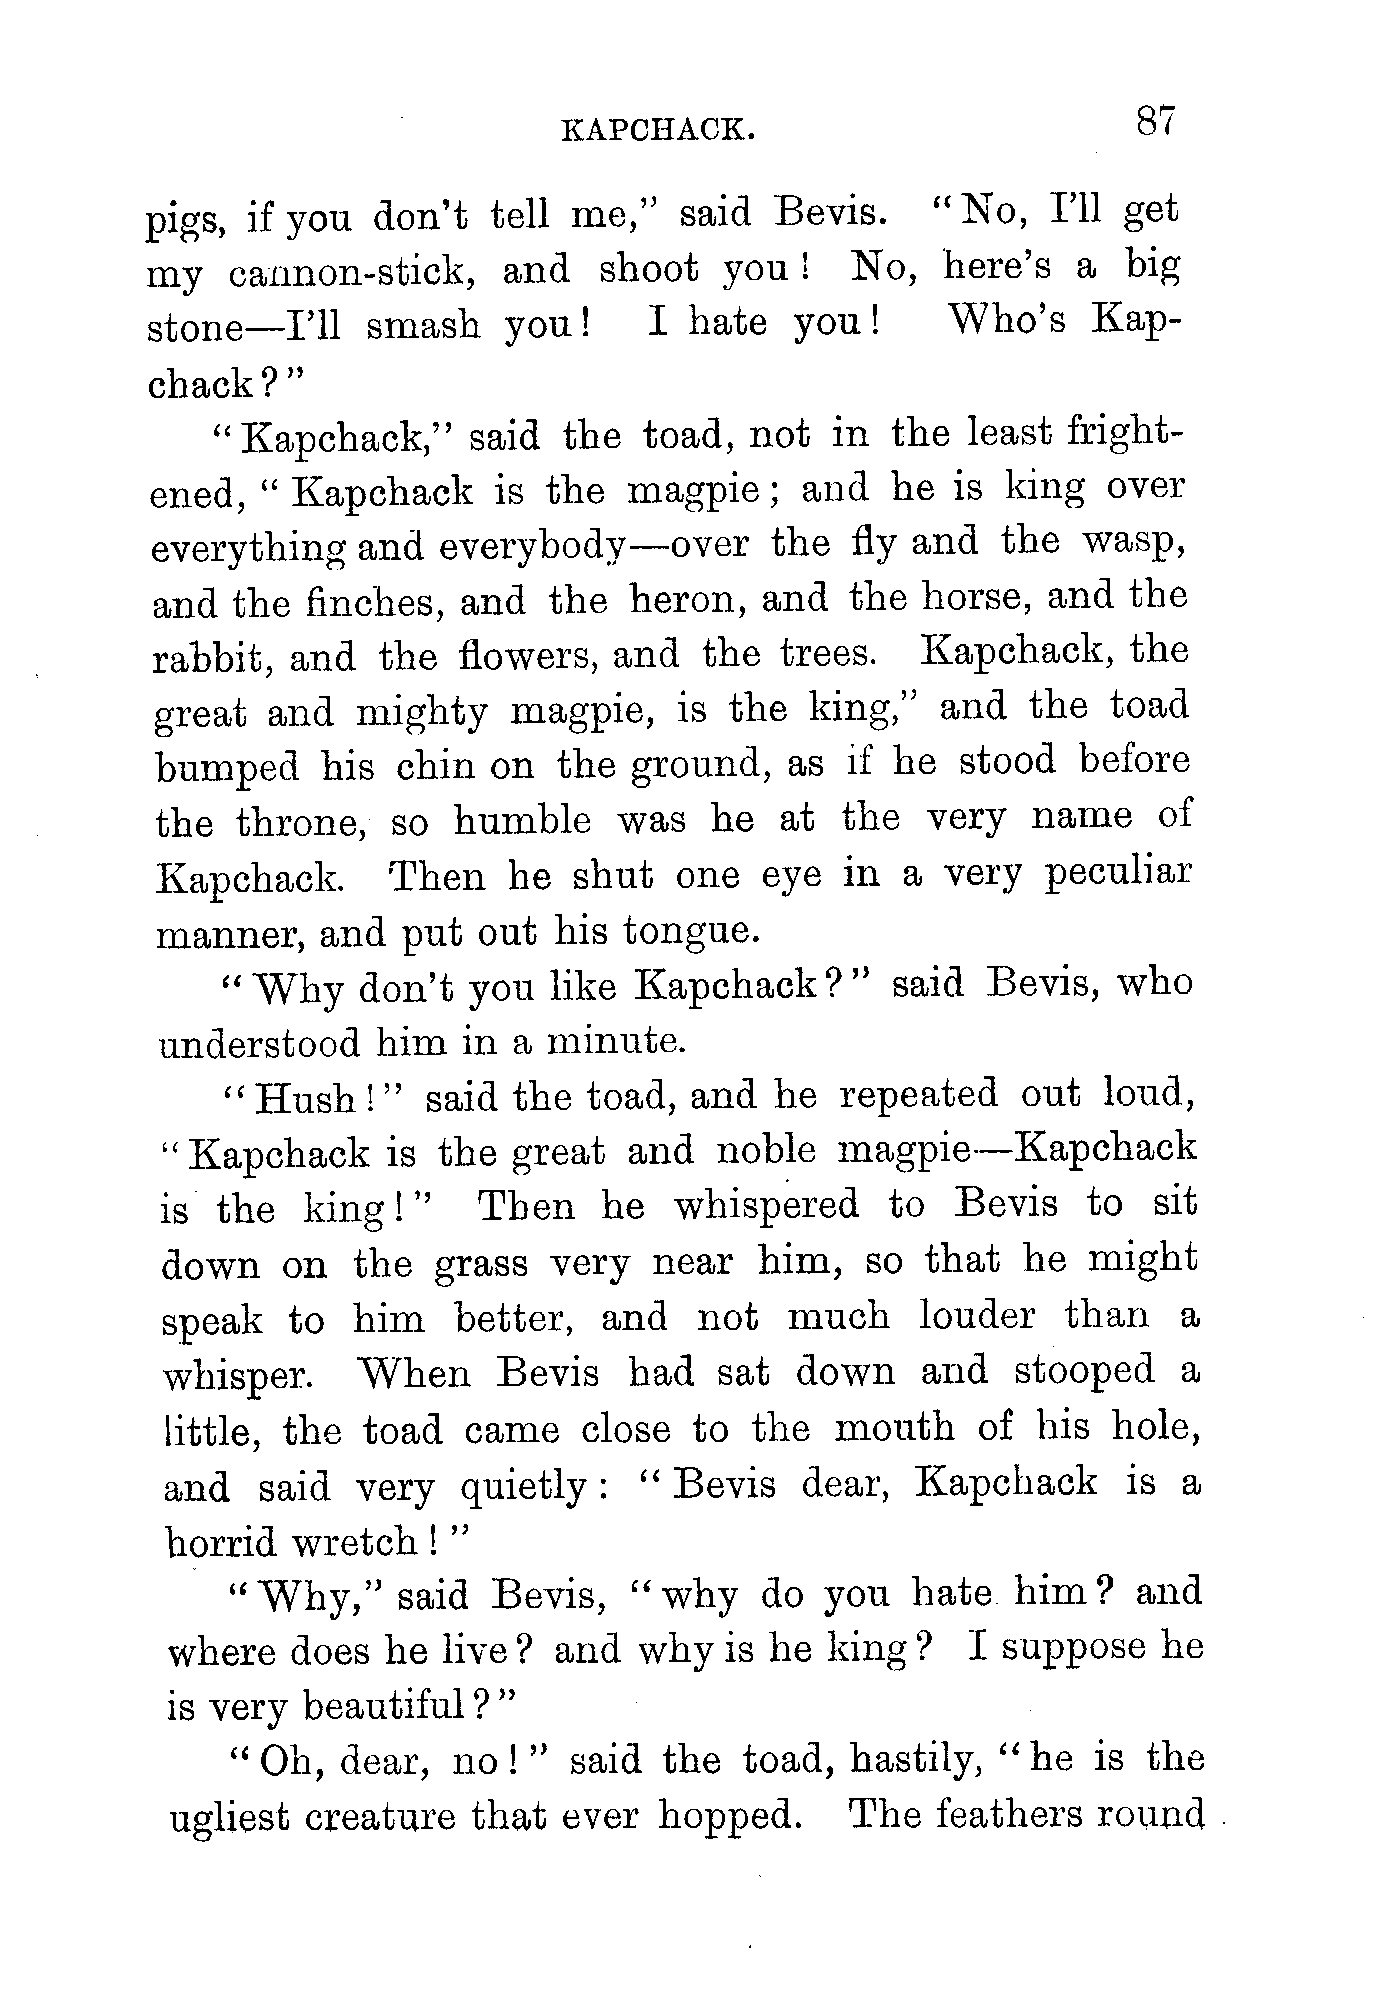 KAPCHACK. 87
pigs, if you don't tell me," said Bevis. "No, I'll get
my cannon-stick, and shoot you! No, here's a big
stone—I'll smash you! I hate you! Who's Kap-
chack?"
"Kapchack," said the toad, not in the least fright-
ened, "Kapchack is the magpie; and he is king over
everything and everybody—over the fly and the wasp,
and the finches, and the heron, and the horse, and the
rabbit, and the flowers, and the trees. Kapchack, the
great and mighty magpie, is the king," and the toad
bumped his chin on the ground, as if he stood before
the throne, so humble was he at the very name of
Kapchack. Then he shut one eye in a very peculiar
manner, and put out his tongue.
"Why don't you like Kapchack?" said Bevis, who
understood him in a minute.
"Hush!" said the toad, and he repeated out loud,
"Kapchack is the great and noble magpie—Kapchack
is the king!" Then he whispered to Bevis to sit
down on the grass very near him, so that he might
speak to him better, and not much louder than a
whisper. When Bevis had sat down and stooped a
little, the toad came close to the mouth of his hole,
and said very quietly: "Bevis dear, Kapchack is a
horrid wretch!"
"Why," said Bevis, "why do you hate him? and
where does he live? and why is he king? I suppose he
is very beautiful?"
"Oh, dear, no!" said the toad, hastily, "he is the
ugliest creature that ever hopped. The feathers round